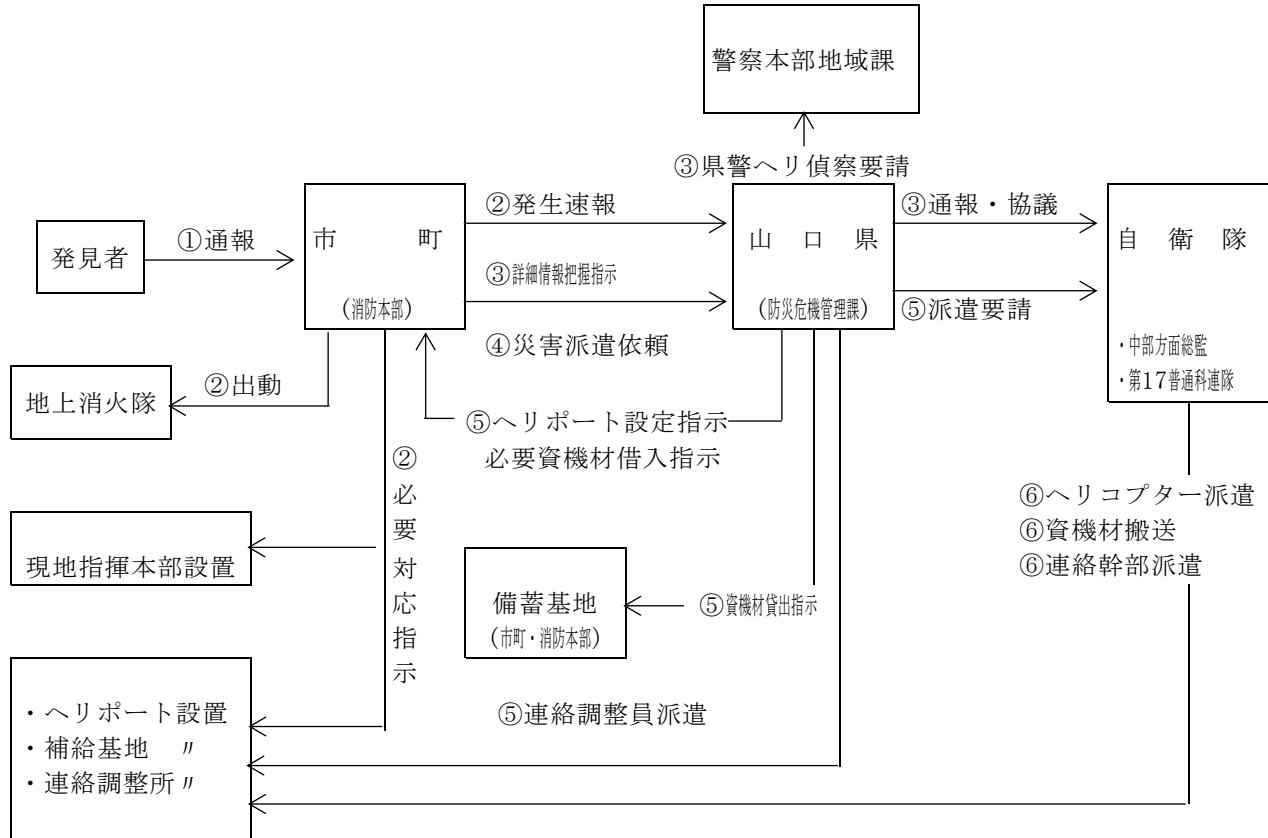 警察本部地域課
③県警ヘリ偵察要請
発見者
①通報
市　　町
(消防本部)
②発生速報
③詳細情報把握指示
④災害派遣依頼
山　口　県
(防災危機管理課)
③通報・協議
⑤派遣要請
自　衛　隊
・中部方面総監
・第17普通科連隊
地上消火隊
②出動
⑤ヘリポート設定指示
必要資機材借入指示
②必要対応指示
現地指揮本部設置
備蓄基地
(市町・消防本部)
⑤資機材貸出指示
⑥ヘリコプター派遣
⑥資機材搬送
⑥連絡幹部派遣
・ヘリポート設置
・補給基地　〃
・連絡調整所〃
⑤連絡調整員派遣